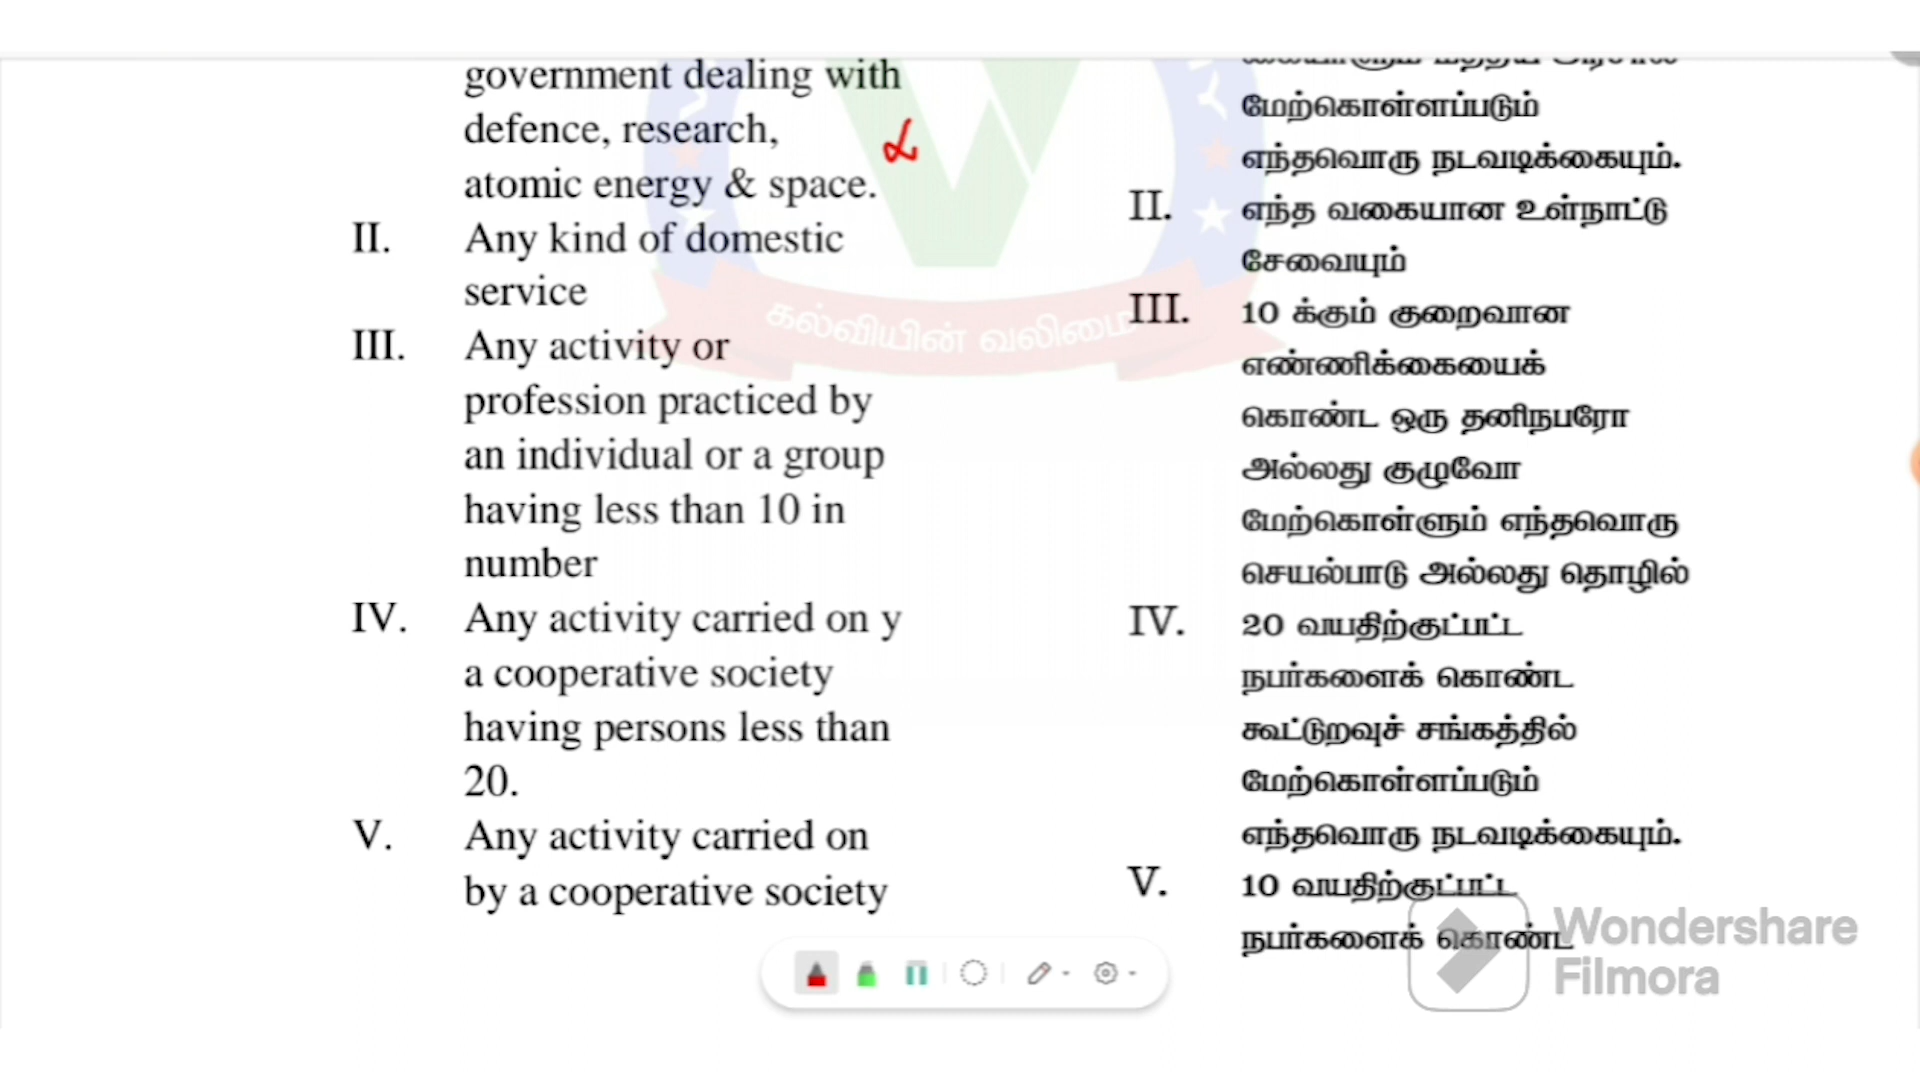 government dealing with
defence, research,
atomic energy & space.
II. Any kind of domestic
service
III. Any activity or
profession practiced by
an individual or a group
having less than 10 in
number
IV. Any activity carried on y
a cooperative society
having persons less than
20.
V. Any activity carried on
by a cooperative society
மேற்கொள்ளப்படும்
எந்தவொரு நடவடிக்கையும்.
II. எந்த வகையான உள்நாட்டு
சேவையும்
III. 10 க்கும் குறைவான
எண்ணிக்கையைக்
கொண்ட ஒரு தனிநபரோ
அல்லது குழுவோ
மேற்கொள்ளும் எந்தவொரு
செயல்பாடு அல்லது தொழில்
IV. 20 வயதிற்குட்பட்ட
நபர்களைக் கொண்ட
கூட்டுறவுச் சங்கத்தில்
மேற்கொள்ளப்படும்
எந்தவொரு நடவடிக்கையும்.
V. 10 வயதிற்குட்பட்ட
நபர்களைக் கொண்ட
கல்வியின் வலிமை
Wondershare
Filmora